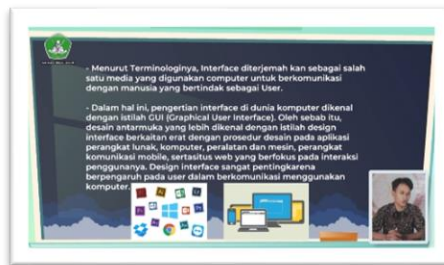 - Menurut Terminologinya, Interface diterjemah kan sebagai salah
satu media yang digunakan computer untuk berkomunikasi
dengan manusia yang bertindak sebagai User.
- Dalam hal ini, pengertian interface di dunia komputer dikenal
dengan istilah GUI (Graphical User Interface). Oleh sebab itu,
desain antarmuka yang lebih dikenal dengan istilah design
interface berkaitan erat dengan prosedur desain pada aplikasi
perangkat lunak, komputer, peralatan dan mesin, perangkat
komunikasi mobile, sertasitus web yang berfokus pada interaksi
penggunanya. Design interface sangat pentingkarena
berpengaruh pada user dalam berkomunikasi menggunakan
komputer.